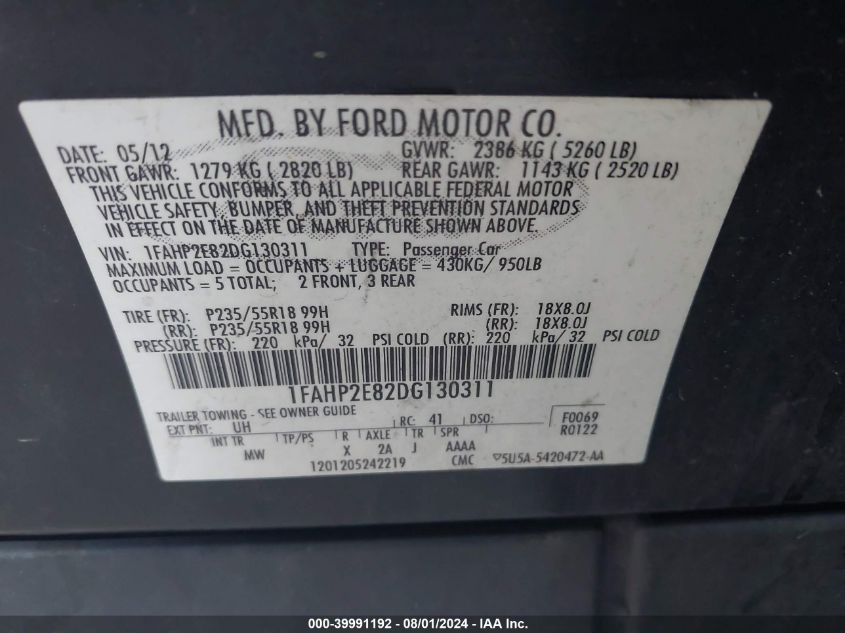 MFD. BY FORD MOTOR CO.
DATE: 05/12 GVWR: 2386 KG ( 5260 LB)
FRONT GAWR: 1279 KG ( 2820 LB) REAR GAWR: 1143 KG ( 2520 LB)
THIS VEHICLE CONFORMS TO ALL APPLICABLE FEDERAL MOTOR
VEHICLE SAFETY, BUMPER, AND THEFT PREVENTION STANDARDS
IN EFFECT ON THE DATE OF MANUFACTURE SHOWN ABOVE.
VIN: 1FAHP2E82DG130311 TYPE: Passenger Car
MAXIMUM LOAD = OCCUPANTS + LUGGAGE = 430KG/ 950LB
OCCUPANTS = 5 TOTAL; 2 FRONT, 3 REAR
TIRE (FR): P235/55R18 99H RIMS (FR): 18X8.0J
(RR): P235/55R18 99H (RR): 18X8.0J
PRESSURE (FR): 220 kPa/ 32 PSI COLD (RR): 220 kPa/ 32 PSI COLD
1FAHP2E82DG130311
TRAILER TOWING - SEE OWNER GUIDE
EXT PNT: UH RC: 41 DSO: F0069
R0122
INT TR TP/PS R AXLE TR SPR
MW X 2A J AAAA
1201205242219 CMC 5U5A-5420472-AA
000-39991192 - 08/01/2024 - IAA Inc.